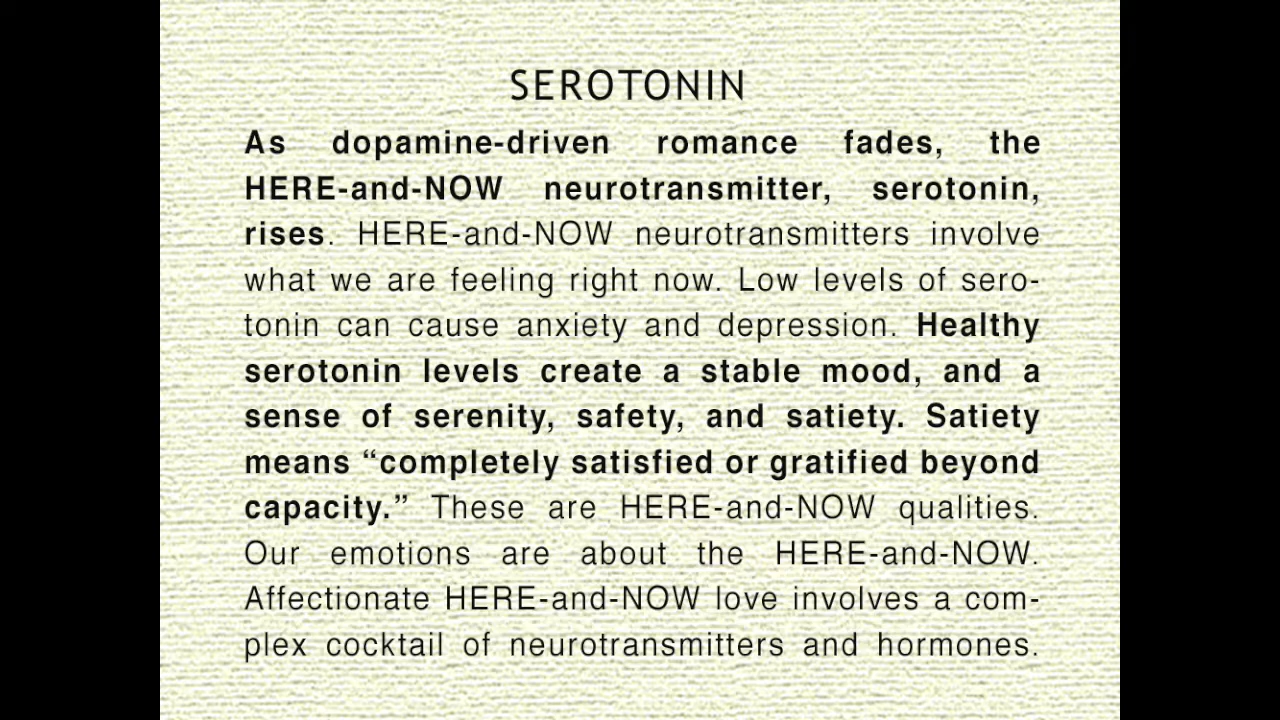 SEROTONIN
As dopamine-driven romance fades, the
HERE-and-NOW neurotransmitter, serotonin,
rises. HERE-and-NOW neurotransmitters involve
what we are feeling right now. Low levels of sero-
tonin can cause anxiety and depression. Healthy
serotonin levels create a stable mood, and a
sense of serenity, safety, and satiety. Satiety
means “completely satisfied or gratified beyond
capacity.” These are HERE-and-NOW qualities.
Our emotions are about the HERE-and-NOW.
Affectionate HERE-and-NOW love involves a com-
plex cocktail of neurotransmitters and hormones.